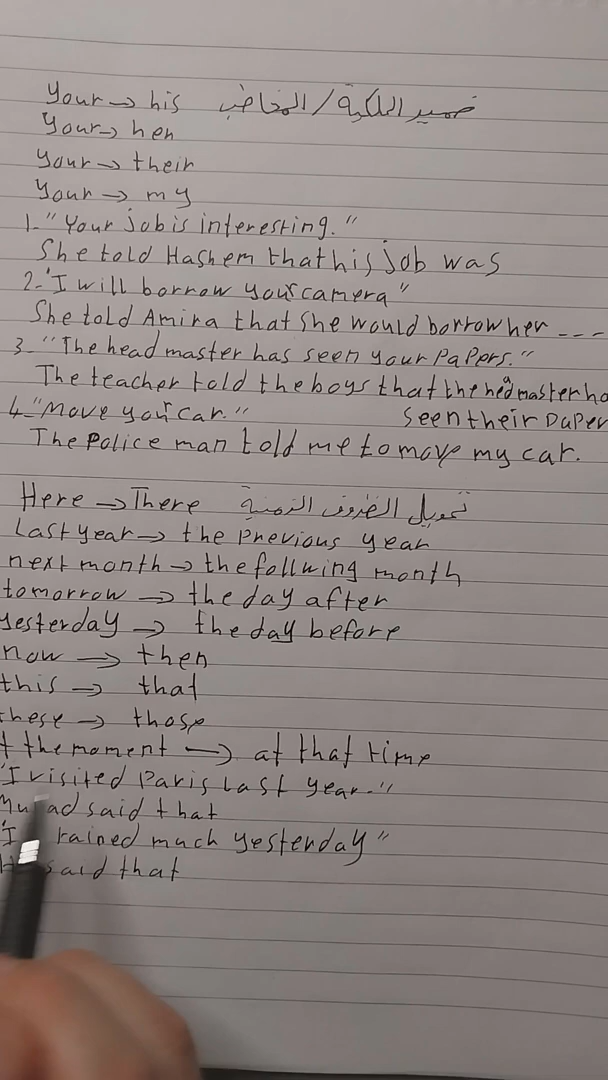 your → his ضمير الملكية / المخاطب
your → her
your → their
your → my
1. "Your job is interesting."
She told Hashem that his job was
2- "I will borrow your camera"
She told Amira that she would borrow her ----
3- "The head master has seen your papers."
The teacher told the boys that the head master ha
seen their paper
4- "Move your car."
The police man told me to move my car.
Here → There تحويل الظروف الزمنية
Last year → the previous year
next month → the follwing month
tomorrow → the day after
yesterday → the day before
now → then
this → that
these → those
t the moment → at that time
"I visited Paris last year."
said that
rained much yesterday"
said that